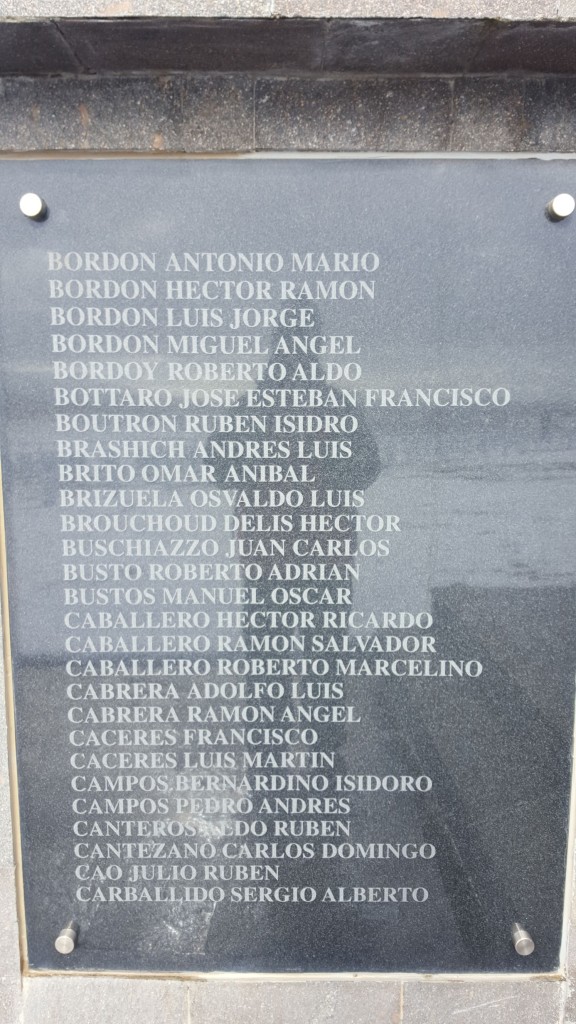 BORDON ANTONIO MARIO
BORDON HECTOR RAMON
BORDON LUIS JORGE
BORDON MIGUEL ANGEL
BORDOY ROBERTO ALDO
BOTTARO JOSE ESTEBAN FRANCISCO
BOUTRON RUBEN ISIDRO
BRASHICH ANDRES LUIS
BRITO OMAR ANIBAL
BRIZUELA OSVALDO LUIS
BROUCHOUD DELIS HECTOR
BUSCHIAZZO JUAN CARLOS
BUSTO ROBERTO ADRIAN
BUSTOS MANUEL OSCAR
CABALLERO HECTOR RICARDO
CABALLERO RAMON SALVADOR
CABALLERO ROBERTO MARCELINO
CABRERA ADOLFO LUIS
CABRERA RAMON ANGEL
CACERES FRANCISCO
CACERES LUIS MARTIN
CAMPOS BERNARDINO ISIDORO
CAMPOS PEDRO ANDRES
CANTEROS ALDO RUBEN
CANTEZANO CARLOS DOMINGO
CAO JULIO RUBEN
CARBALLIDO SERGIO ALBERTO